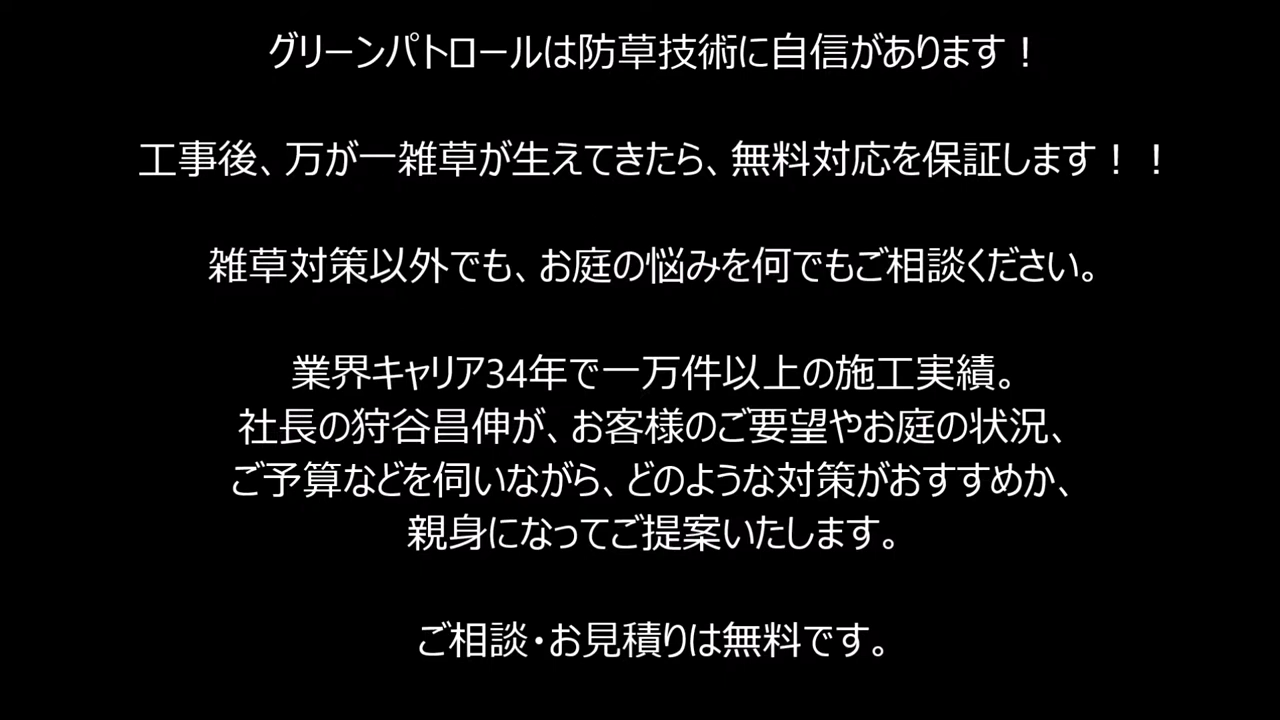 グリーンパトロールは防草技術に自信があります！
工事後、万が一雑草が生えてきたら、無料対応を保証します！！
雑草対策以外でも、お庭の悩みを何でもご相談ください。
業界キャリア34年で一万件以上の施工実績。
社長の狩谷昌伸が、お客様のご要望やお庭の状況、
ご予算などを伺いながら、どのような対策がおすすめか、
親身になってご提案いたします。
ご相談・お見積りは無料です。